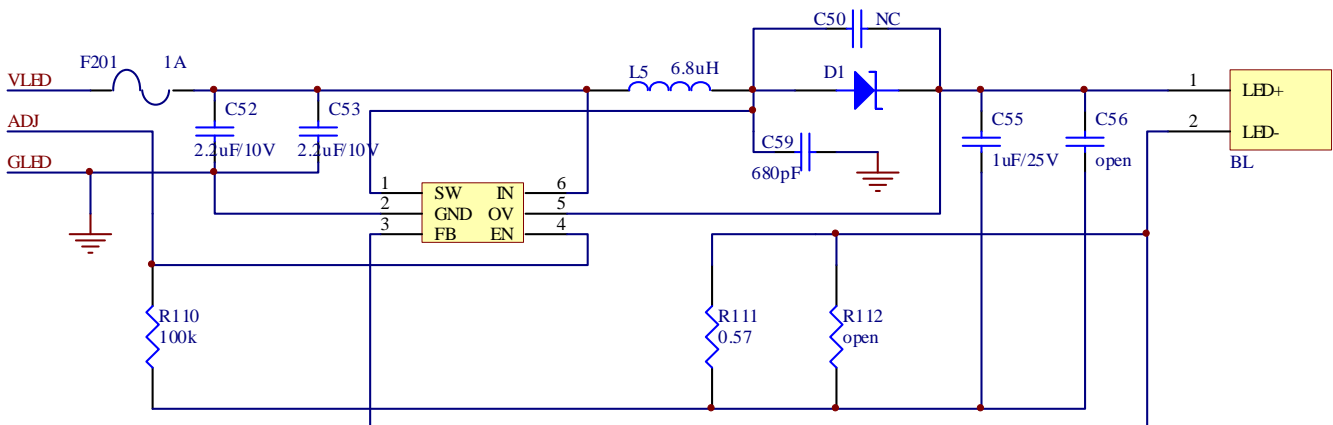 C50 NC
F201 1A
L5 6.8uH
D1
VLED
1
LED+
C52
C53
C55
C56
ADJ
2
LED-
2.2uF/10V
2.2uF/10V
C59
1uF/25V
open
GLED
BL
680pF
1 SW IN 6
2 GND OV 5
3 FB EN 4
R110
100k
R111
0.57
R112
open